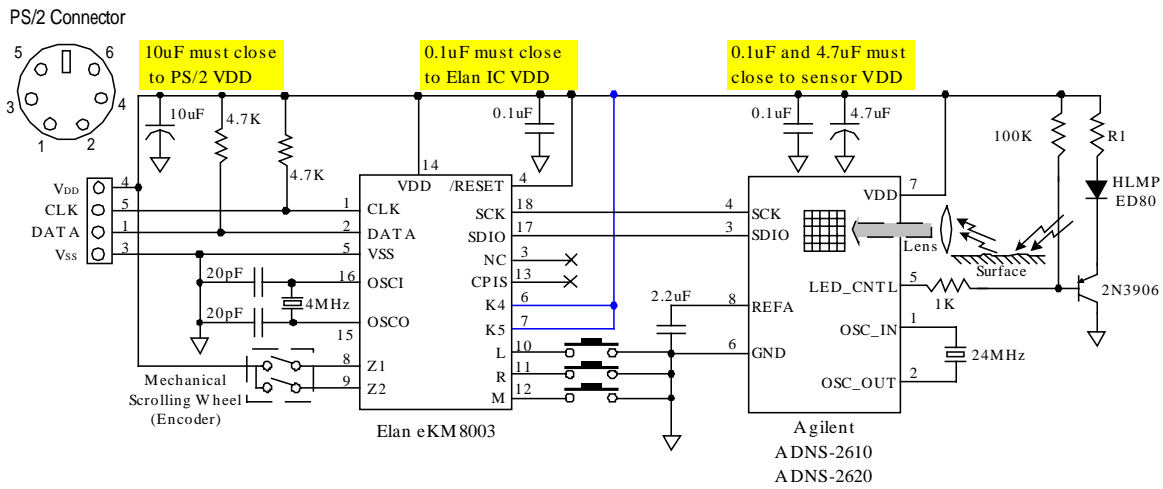 PS/2 Connector
5
6
3
4
1
2
10uF must close
to PS/2 VDD
0.1uF must close
to Elan IC VDD
0.1uF and 4.7uF must
close to sensor VDD
10uF
4.7K
4.7K
0.1uF
0.1uF
4.7uF
100K
R1
HLMP
ED80
VDD
4
CLK
5
DATA
1
VSS
3
14
VDD
/RESET
4
1
CLK
2
DATA
5
VSS
16
OSCI
OSCO
15
8
Z1
9
Z2
SCK
18
SDIO
17
NC
3
CPIS
13
K4
6
K5
7
L
10
R
11
M
12
20pF
20pF
4MHz
Mechanical
Scrolling Wheel
(Encoder)
Elan eKM8003
2.2uF
4
SCK
3
SDIO
8
REFA
6
GND
VDD
7
LED_CNTL
5
OSC_IN
1
OSC_OUT
2
Lens
Surface
1K
2N3906
24MHz
Agilent
ADNS-2610
ADNS-2620